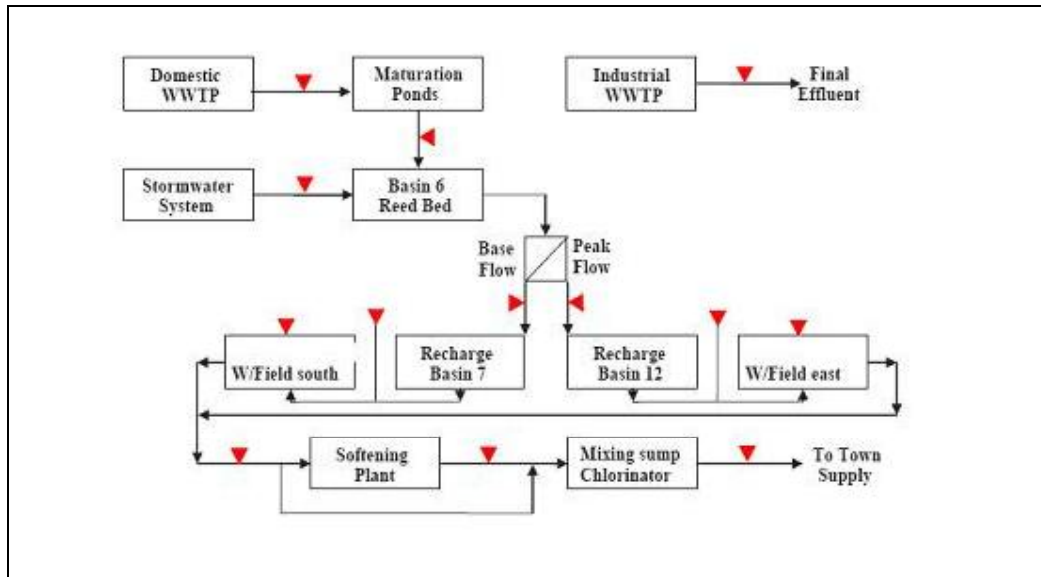 Domestic
WWTP
Maturation
Ponds
Industrial
WWTP
Final
Effluent
Stormwater
System
Basin 6
Reed Bed
Base
Flow
Peak
Flow
W/Field south
Recharge
Basin 7
Recharge
Basin 12
W/Field east
Softening
Plant
Mixing sump
Chlorinator
To Town
Supply